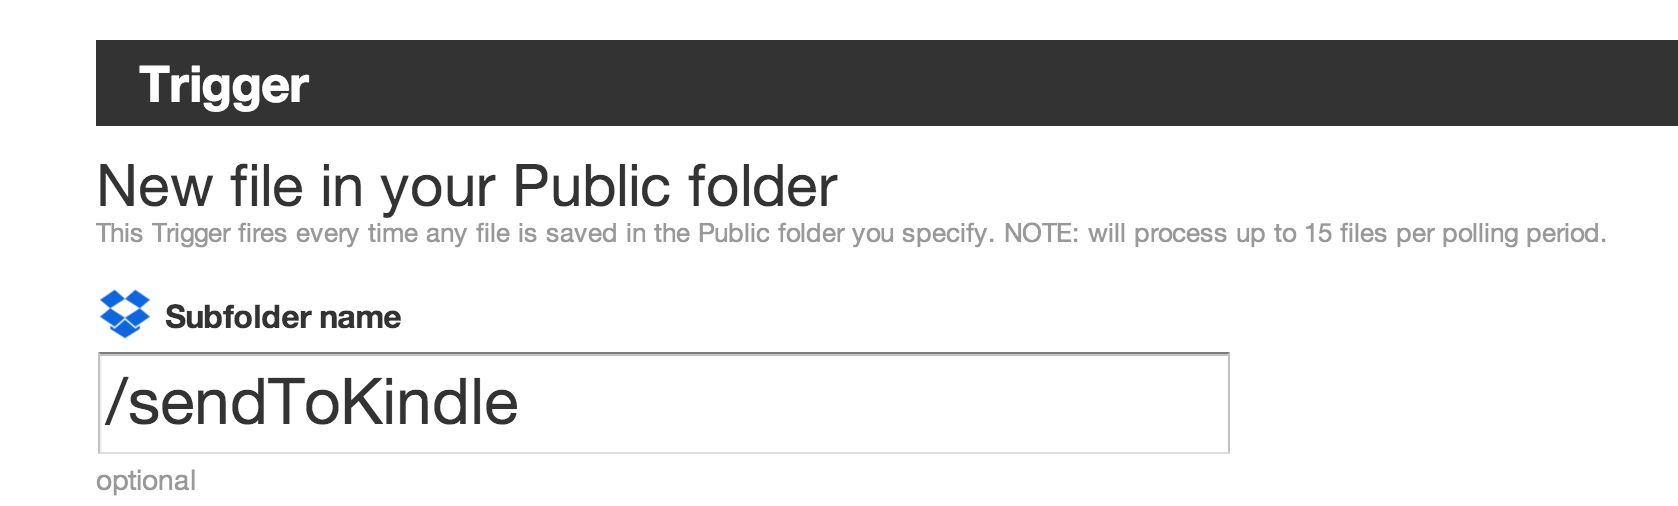 Trigger
New file in your Public folder
This Trigger fires every time any file is saved in the Public folder you specify. NOTE: will process up to 15 files per polling period.
Subfolder name
/sendToKindle
optional